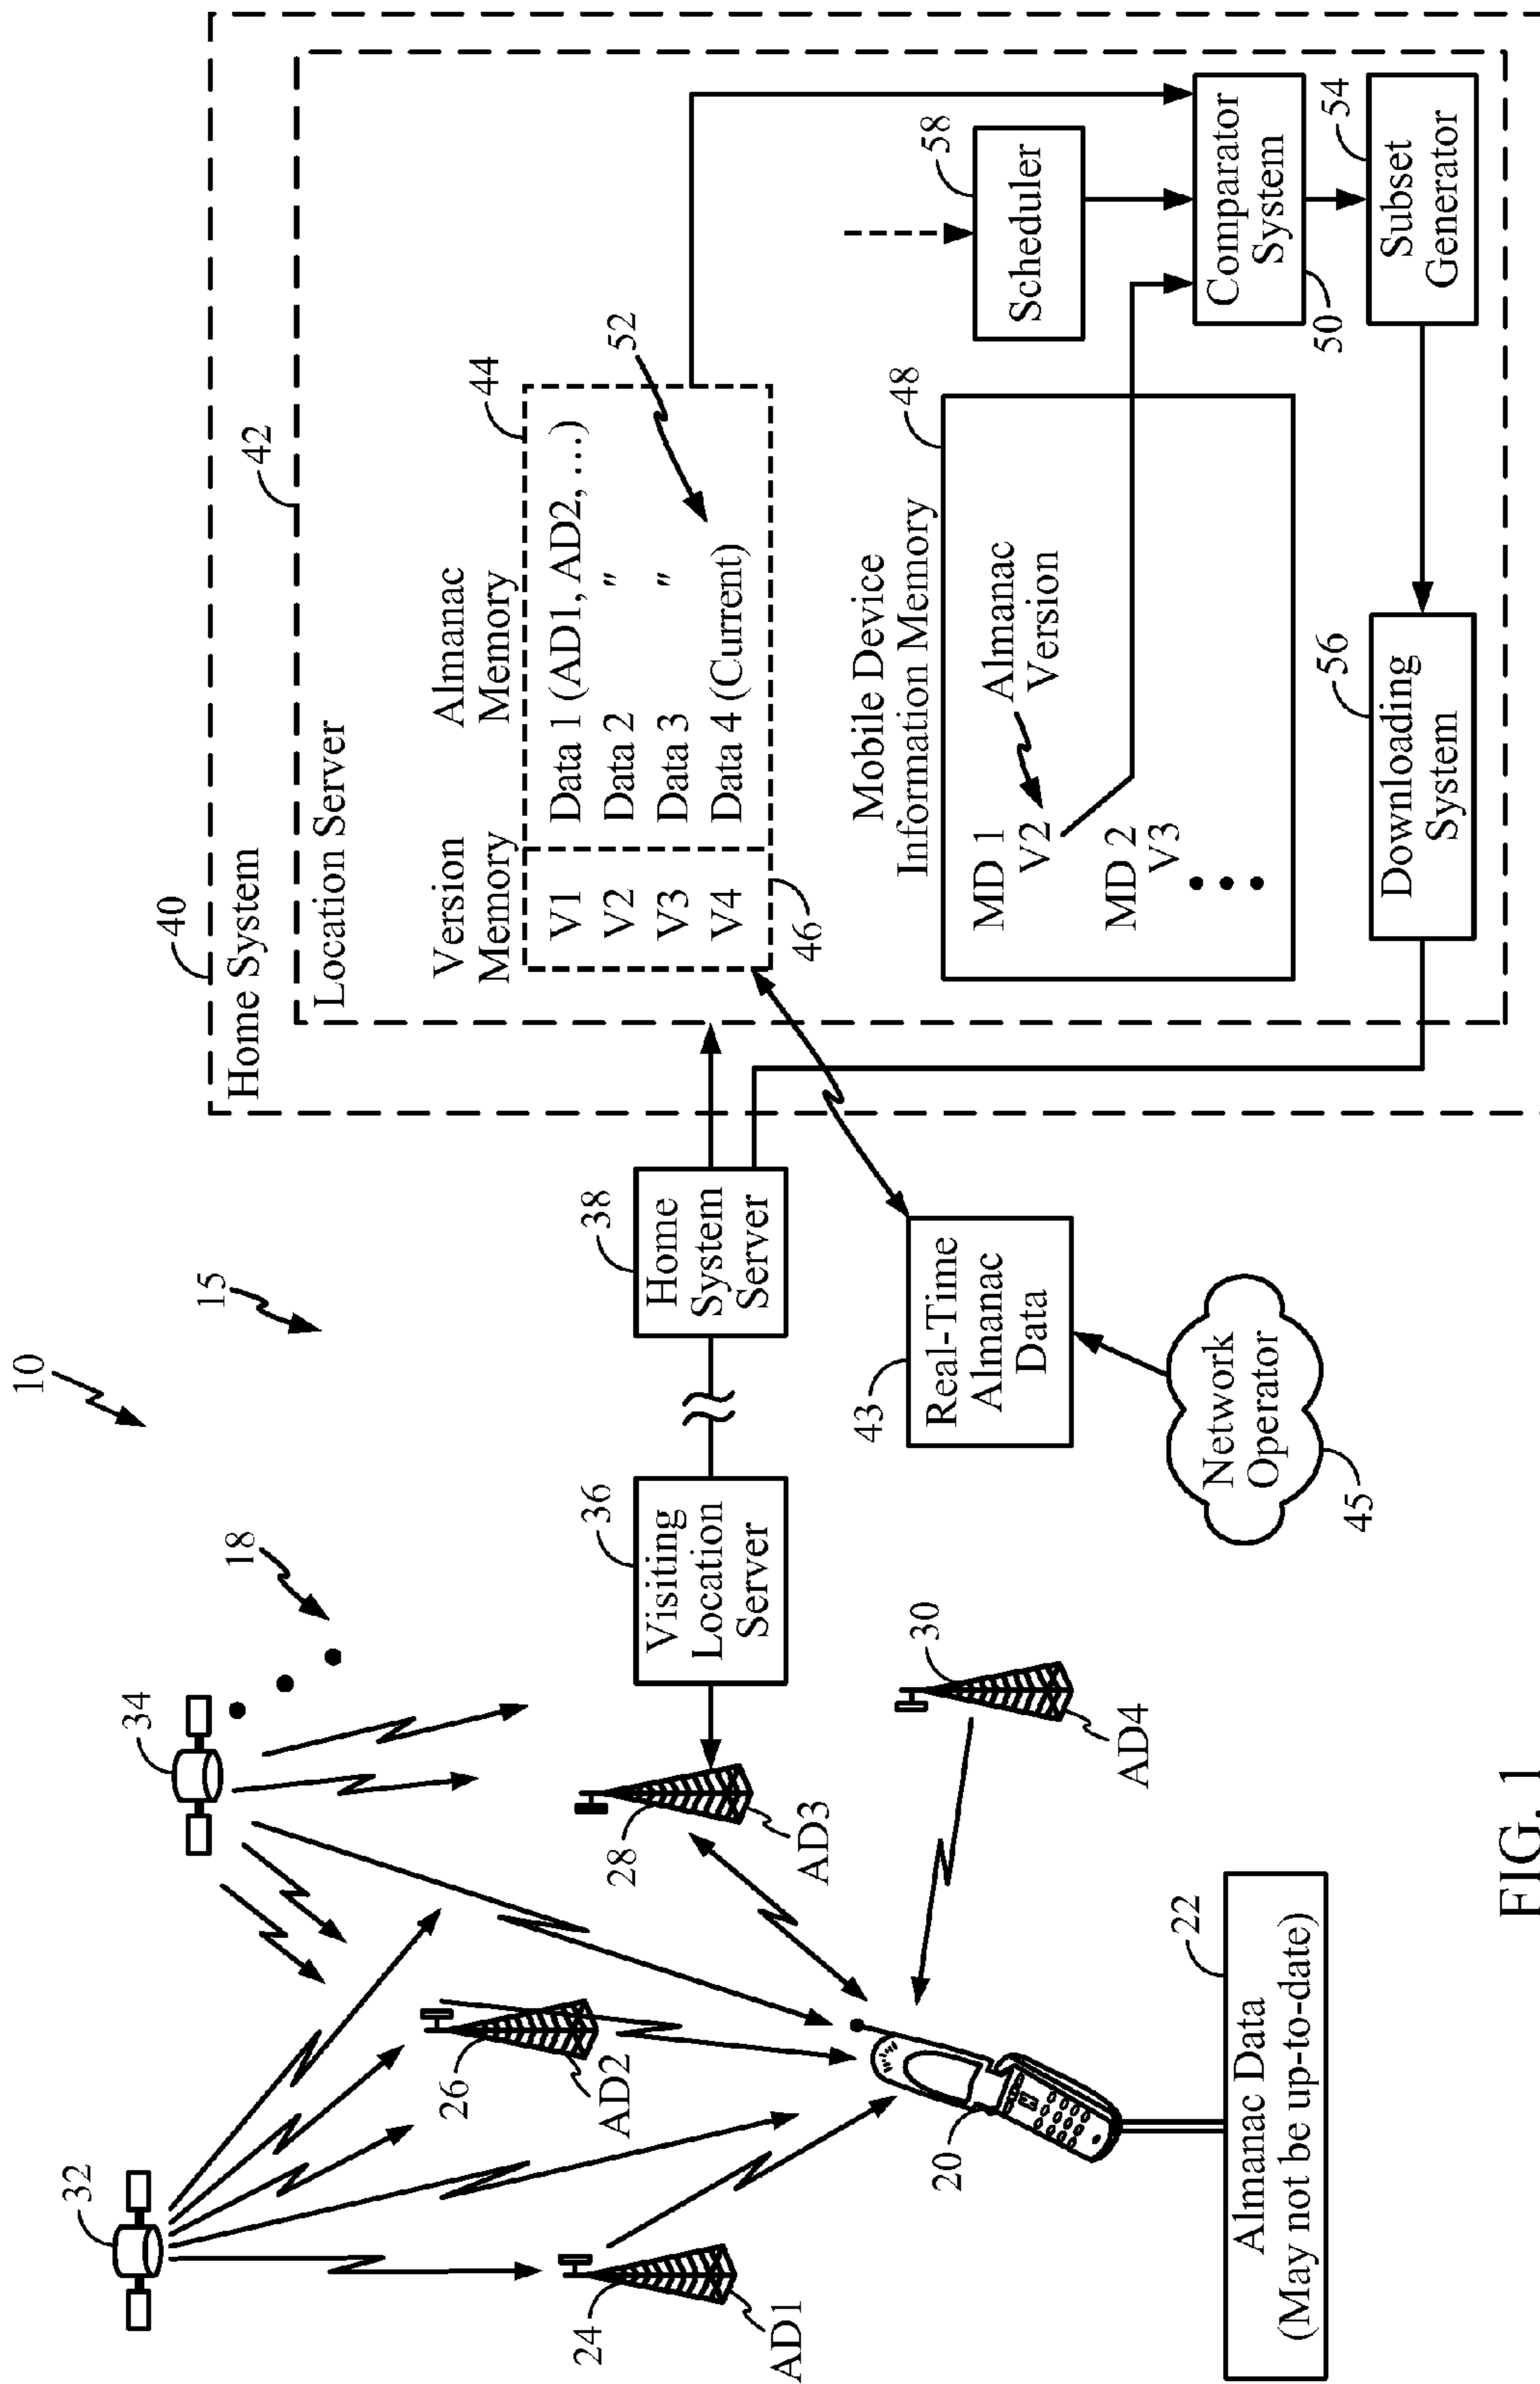 10
15
18
32
34
24
AD1
26
AD2
28
AD3
30
AD4
20
22
Almanac Data
(May not be up-to-date)
36
Visiting
Location
Server
38
Home
System
Server
43
Real-Time
Almanac
Data
Network
Operator
45
40
Home System
42
Location Server
Version
Memory
Almanac
Memory
44
V1 Data 1 (AD1, AD2, ...)
V2 Data 2 "
V3 Data 3 "
V4 Data 4 (Current)
46
52
Mobile Device
Information Memory
48
MD 1
V2
Almanac
Version
MD 2
V3
58
Scheduler
Comparator
System
50
54
Subset
Generator
56
Downloading
System
FIG. 1